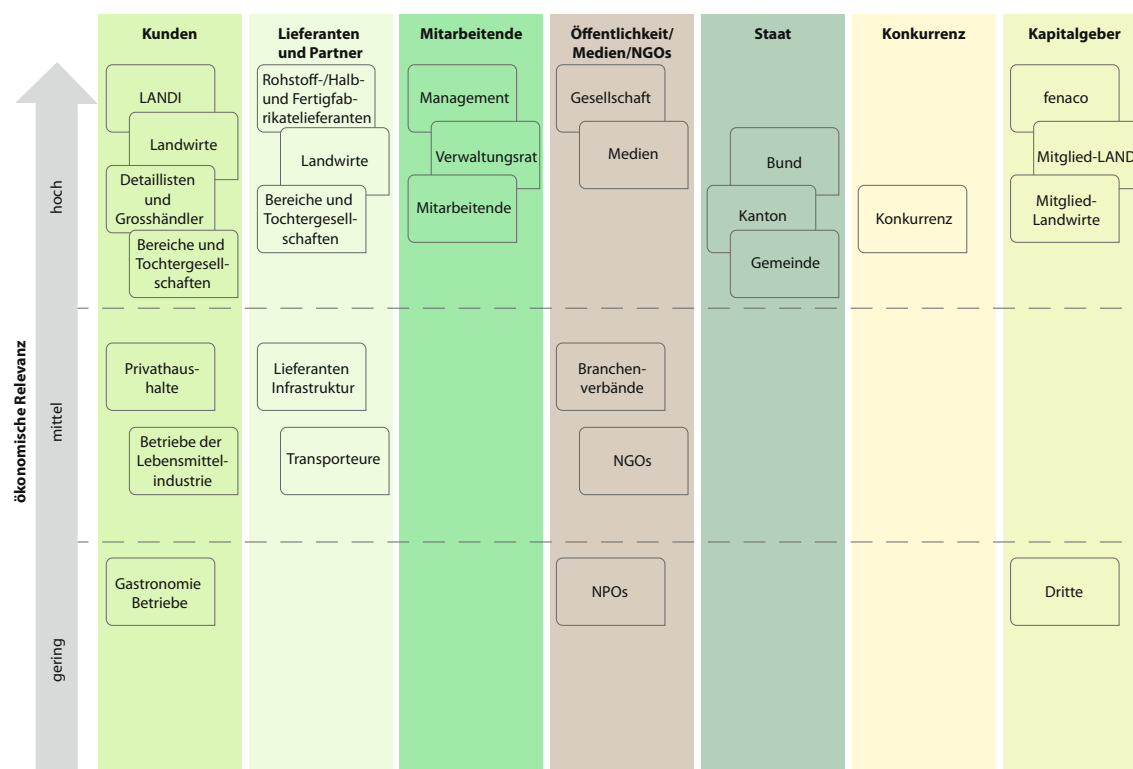 Kunden
Lieferanten
und Partner
Mitarbeitende
Öffentlichkeit/
Medien/NGOs
Staat
Konkurrenz
Kapitalgeber
ökonomische Relevanz
hoch
LANDI
Landwirte
Detaillisten
und
Grosshändler
Bereiche und
Tochtergesell-
schaften
Rohstoff-/Halb-
und Fertigfab-
rikatelieferanten
Landwirte
Bereiche und
Tochtergesell-
schaften
Management
Verwaltungsrat
Mitarbeitende
Gesellschaft
Medien
Bund
Kanton
Gemeinde
Konkurrenz
fenaco
Mitglied-LAND
Mitglied-
Landwirte
mittel
Privathaus-
halte
Betriebe der
Lebensmittel-
industrie
Lieferanten
Infrastruktur
Transporteure
Branchen-
verbände
NGOs
gering
Gastronomie
Betriebe
NPOs
Dritte